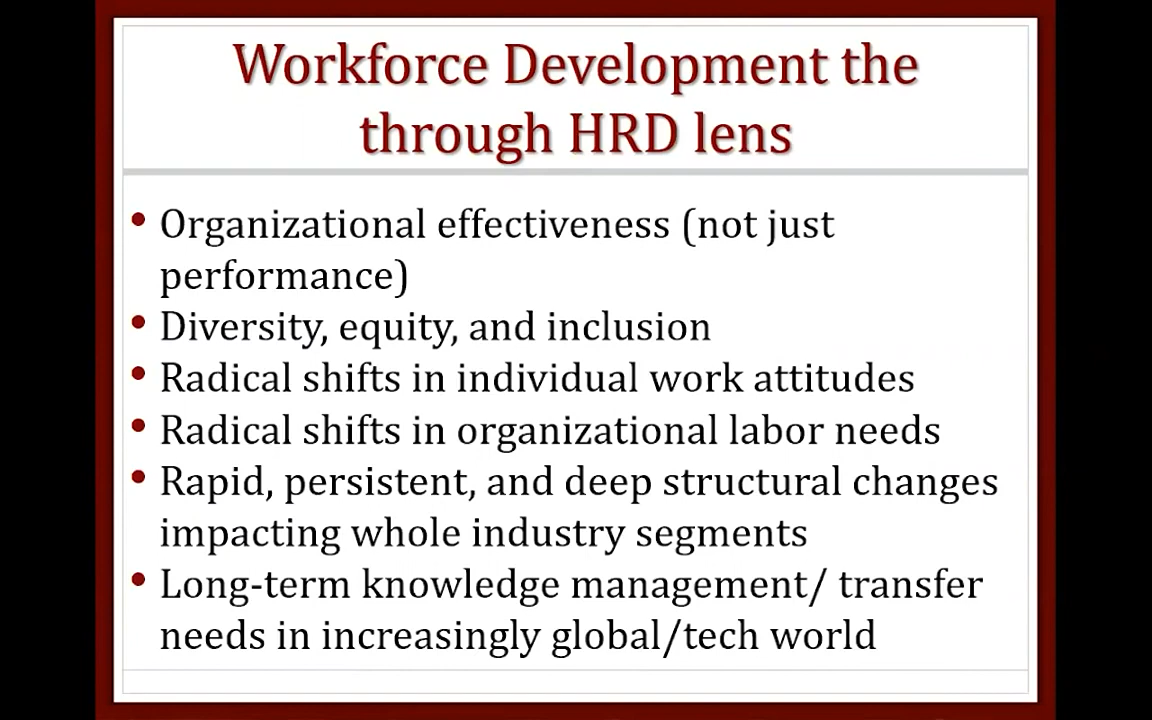 Workforce Development the
through HRD lens
• Organizational effectiveness (not just
performance)
• Diversity, equity, and inclusion
• Radical shifts in individual work attitudes
• Radical shifts in organizational labor needs
• Rapid, persistent, and deep structural changes
impacting whole industry segments
• Long-term knowledge management/ transfer
needs in increasingly global/tech world